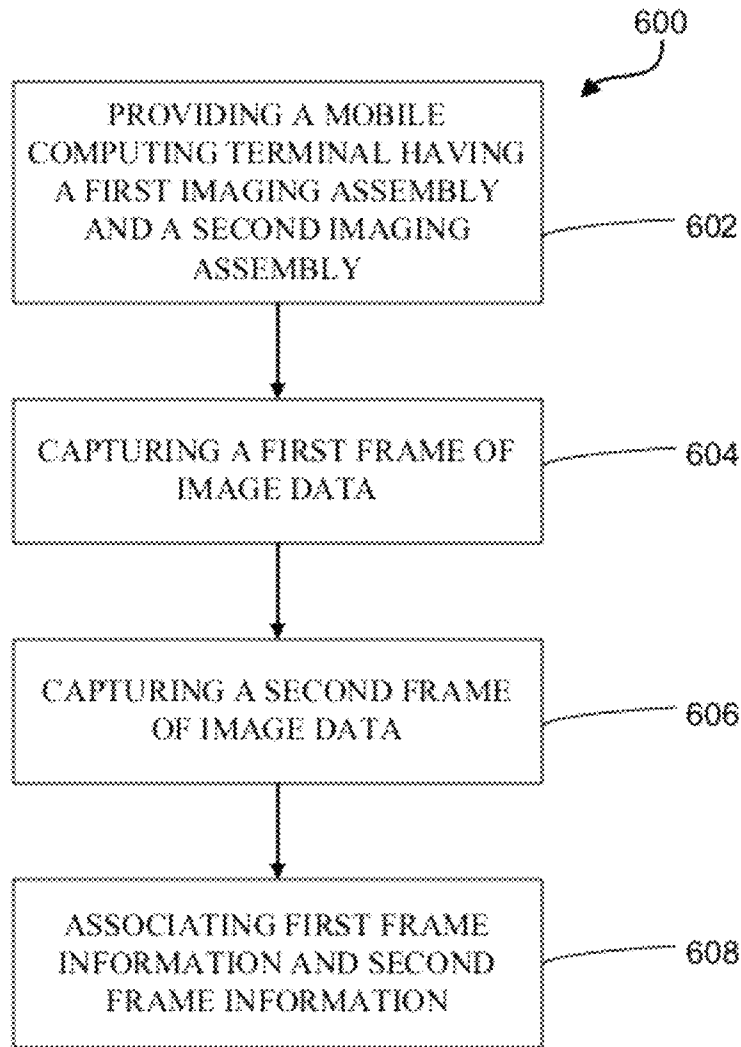 600
PROVIDING A MOBILE
COMPUTING TERMINAL HAVING
A FIRST IMAGING ASSEMBLY
AND A SECOND IMAGING
ASSEMBLY
602
CAPTURING A FIRST FRAME OF
IMAGE DATA
604
CAPTURING A SECOND FRAME
OF IMAGE DATA
606
ASSOCIATING FIRST FRAME
INFORMATION AND SECOND
FRAME INFORMATION
608